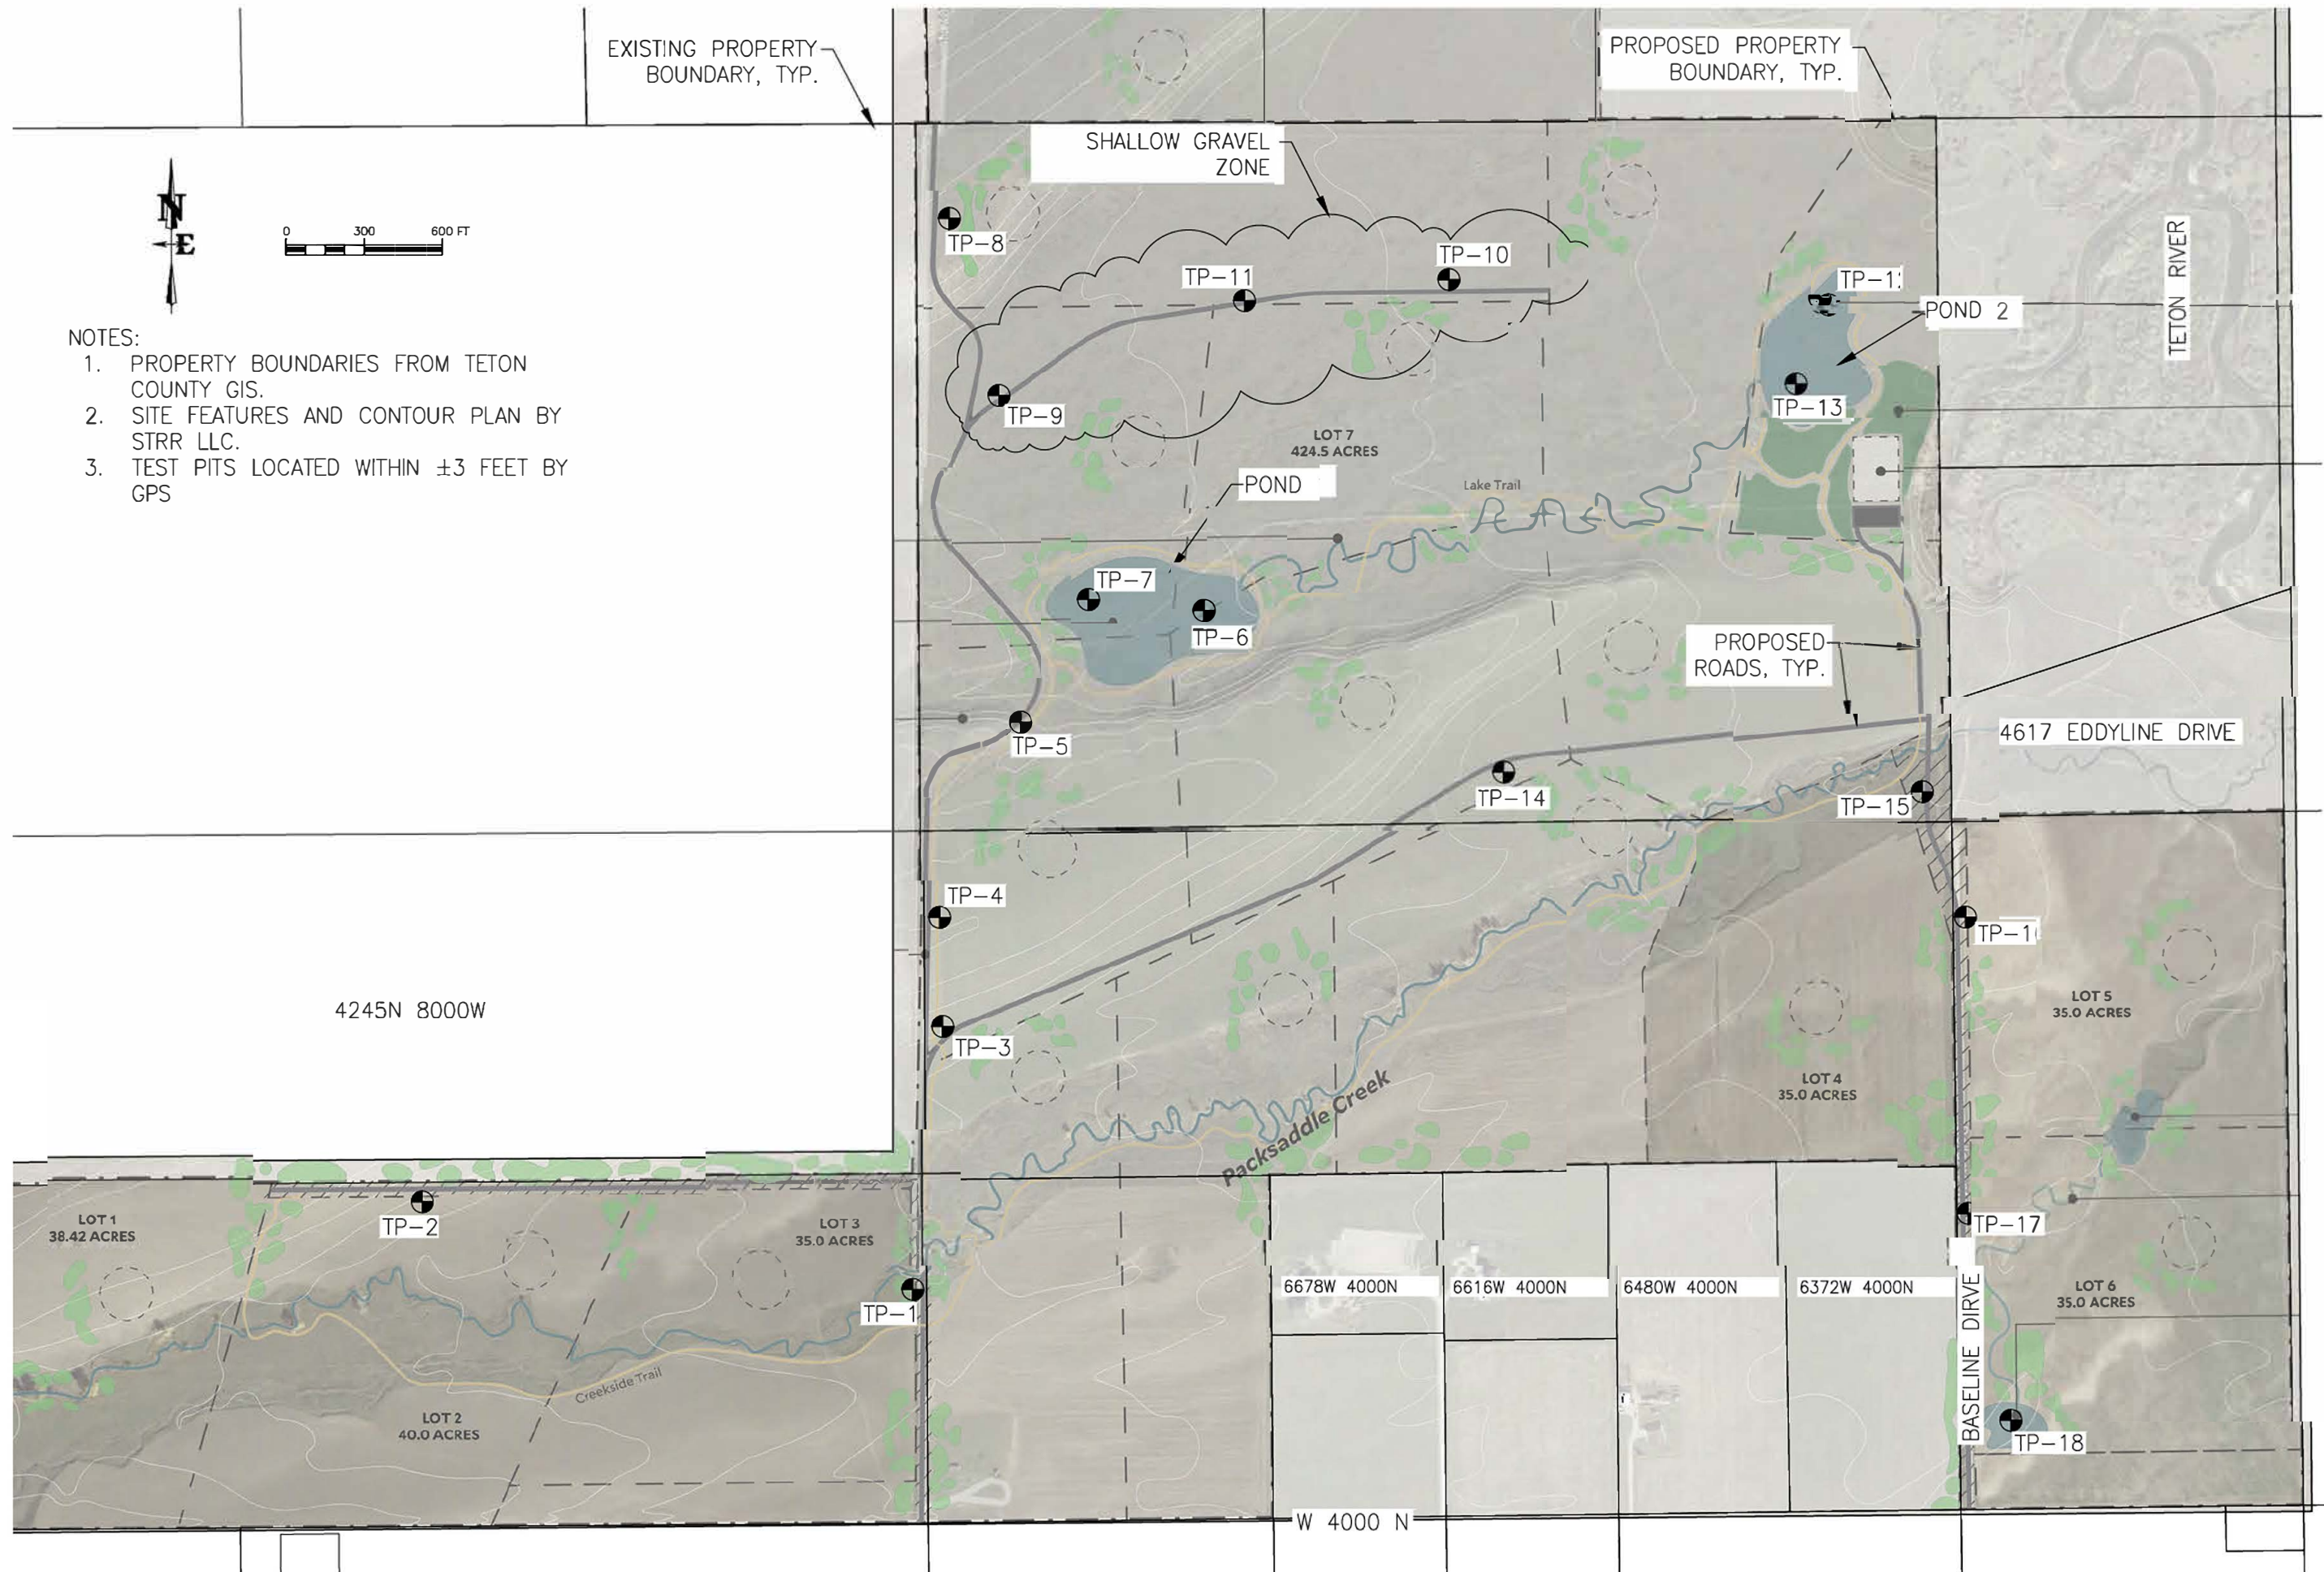 EXISTING PROPERTY
BOUNDARY, TYP.
PROPOSED PROPERTY
BOUNDARY, TYP.
SHALLOW GRAVEL
ZONE
N
E
0 300 600 FT
NOTES:
1. PROPERTY BOUNDARIES FROM TETON
COUNTY GIS.
2. SITE FEATURES AND CONTOUR PLAN BY
STRR LLC.
3. TEST PITS LOCATED WITHIN ±3 FEET BY
GPS
TP-8
TP-11
TP-10
POND 2
TETON RIVER
TP-9
TP-13
LOT 7
424.5 ACRES
POND
Lake Trail
TP-7
TP-6
PROPOSED
ROADS, TYP.
TP-5
4617 EDDYLINE DRIVE
TP-14
TP-15
TP-4
4245N 8000W
LOT 5
35.0 ACRES
TP-3
LOT 4
35.0 ACRES
Packsaddle Creek
LOT 1
38.42 ACRES
TP-2
LOT 3
35.0 ACRES
TP-17
TP-1
6678W 4000N
6616W 4000N
6480W 4000N
6372W 4000N
BASELINE DIRVE
LOT 6
35.0 ACRES
Creekside Trail
LOT 2
40.0 ACRES
TP-18
W 4000 N